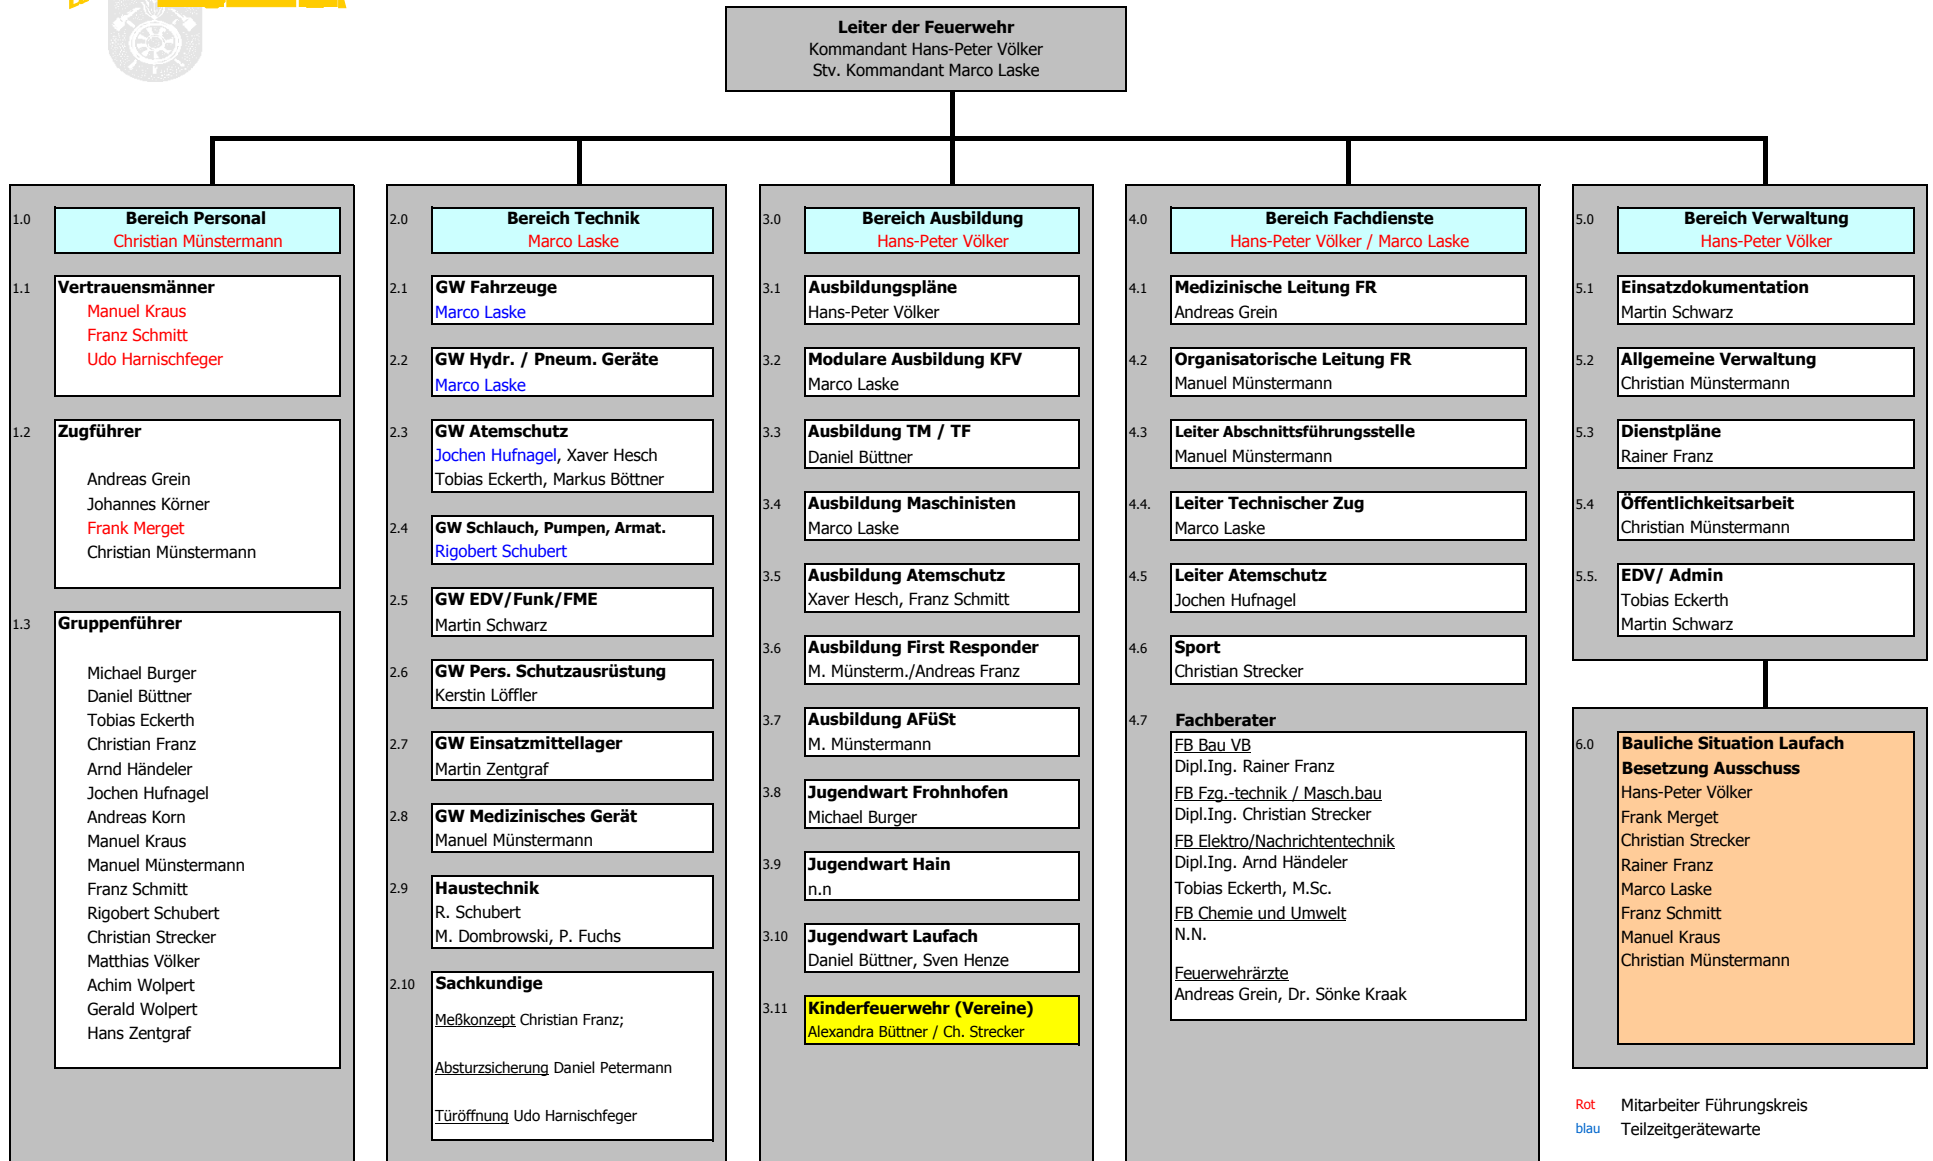 Leiter der Feuerwehr
Kommandant Hans-Peter Völker
Stv. Kommandant Marco Laske
1.0 Bereich Personal
Christian Münstermann
1.1 Vertrauensmänner
Manuel Kraus
Franz Schmitt
Udo Harnischfeger
1.2 Zugführer
Andreas Grein
Johannes Körner
Frank Merget
Christian Münstermann
1.3 Gruppenführer
Michael Burger
Daniel Büttner
Tobias Eckerth
Christian Franz
Arnd Händeler
Jochen Hufnagel
Andreas Korn
Manuel Kraus
Manuel Münstermann
Franz Schmitt
Rigobert Schubert
Christian Strecker
Matthias Völker
Achim Wolpert
Gerald Wolpert
Hans Zentgraf
2.0 Bereich Technik
Marco Laske
2.1 GW Fahrzeuge
Marco Laske
2.2 GW Hydr. / Pneum. Geräte
Marco Laske
2.3 GW Atemschutz
Jochen Hufnagel, Xaver Hesch
Tobias Eckerth, Markus Böttner
2.4 GW Schlauch, Pumpen, Armat.
Rigobert Schubert
2.5 GW EDV/Funk/FME
Martin Schwarz
2.6 GW Pers. Schutzausrüstung
Kerstin Löffler
2.7 GW Einsatzmittellager
Martin Zentgraf
2.8 GW Medizinisches Gerät
Manuel Münstermann
2.9 Haustechnik
R. Schubert
M. Dombrowski, P. Fuchs
2.10 Sachkundige
Meßkonzept Christian Franz;
Absturzsicherung Daniel Petermann
Türöffnung Udo Harnischfeger
3.0 Bereich Ausbildung
Hans-Peter Völker
3.1 Ausbildungspläne
Hans-Peter Völker
3.2 Modulare Ausbildung KFV
Marco Laske
3.3 Ausbildung TM / TF
Daniel Büttner
3.4 Ausbildung Maschinisten
Marco Laske
3.5 Ausbildung Atemschutz
Xaver Hesch, Franz Schmitt
3.6 Ausbildung First Responder
M. Münsterm./Andreas Franz
3.7 Ausbildung AFüSt
M. Münstermann
3.8 Jugendwart Frohnhofen
Michael Burger
3.9 Jugendwart Hain
n.n
3.10 Jugendwart Laufach
Daniel Büttner, Sven Henze
3.11 Kinderfeuerwehr (Vereine)
Alexandra Büttner / Ch. Strecker
4.0 Bereich Fachdienste
Hans-Peter Völker / Marco Laske
4.1 Medizinische Leitung FR
Andreas Grein
4.2 Organisatorische Leitung FR
Manuel Münstermann
4.3 Leiter Abschnittsführungsstelle
Manuel Münstermann
4.4. Leiter Technischer Zug
Marco Laske
4.5 Leiter Atemschutz
Jochen Hufnagel
4.6 Sport
Christian Strecker
4.7 Fachberater
FB Bau VB
Dipl.Ing. Rainer Franz
FB Fzg.-technik / Masch.bau
Dipl.Ing. Christian Strecker
FB Elektro/Nachrichtentechnik
Dipl.Ing. Arnd Händeler
Tobias Eckerth, M.Sc.
FB Chemie und Umwelt
N.N.
Feuerwehrärzte
Andreas Grein, Dr. Sönke Kraak
5.0 Bereich Verwaltung
Hans-Peter Völker
5.1 Einsatzdokumentation
Martin Schwarz
5.2 Allgemeine Verwaltung
Christian Münstermann
5.3 Dienstpläne
Rainer Franz
5.4 Öffentlichkeitsarbeit
Christian Münstermann
5.5. EDV/ Admin
Tobias Eckerth
Martin Schwarz
6.0 Bauliche Situation Laufach
Besetzung Ausschuss
Hans-Peter Völker
Frank Merget
Christian Strecker
Rainer Franz
Marco Laske
Franz Schmitt
Manuel Kraus
Christian Münstermann
Rot Mitarbeiter Führungskreis
blau Teilzeitgerätewarte